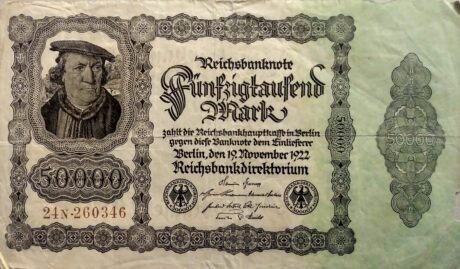 Reichsbanknote
Fünfzigtausend
Mark
zahlt die Reichsbankhauptkasse in Berlin
gegen diese Banknote dem Einlieferer
Berlin, den 19. November 1922
Reichsbankdirektorium
50000
24N·260346
50000
50000